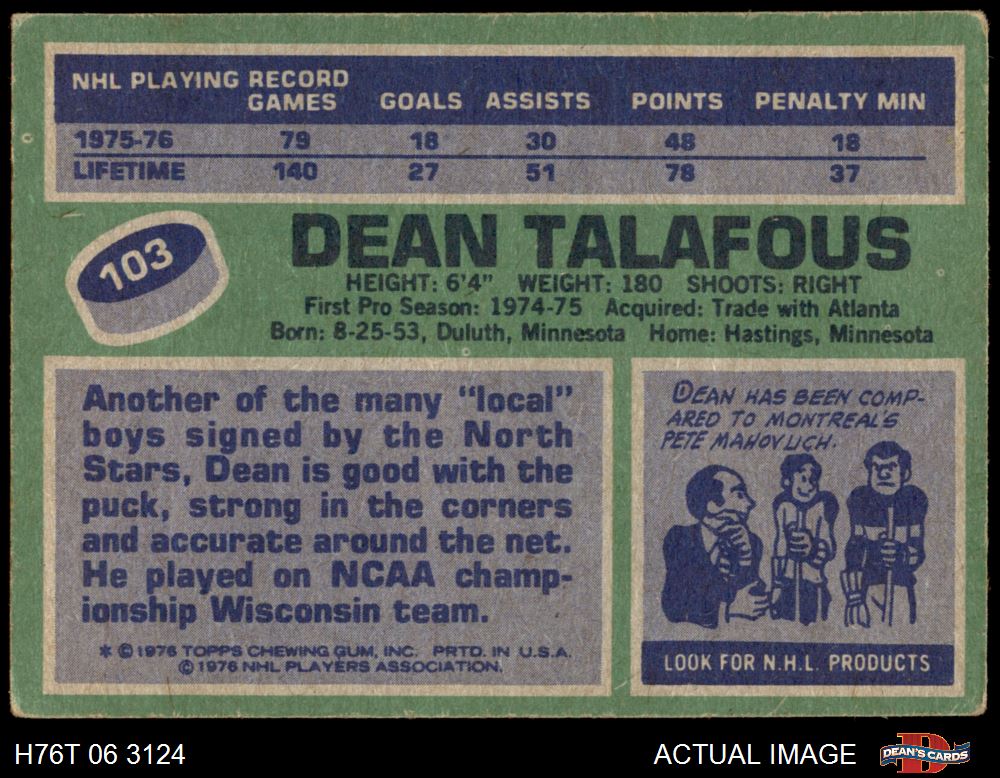 NHL PLAYING RECORD
GAMES GOALS ASSISTS POINTS PENALTY MIN
1975-76 79 18 30 48 18
LIFETIME 140 27 51 78 37
103
DEAN TALAFOUS
HEIGHT: 6'4" WEIGHT: 180 SHOOTS: RIGHT
First Pro Season: 1974-75 Acquired: Trade with Atlanta
Born: 8-25-53, Duluth, Minnesota Home: Hastings, Minnesota
Another of the many "local"
boys signed by the North
Stars, Dean is good with the
puck, strong in the corners
and accurate around the net.
He played on NCAA champ-
ionship Wisconsin team.
* © 1976 TOPPS CHEWING GUM, INC. PRTD. IN U.S.A.
© 1976 NHL PLAYERS ASSOCIATION.
DEAN HAS BEEN COMP-
ARED TO MONTREAL'S
PETE MAHOVLICH.
LOOK FOR N.H.L. PRODUCTS
H76T 06 3124
ACTUAL IMAGE
D
DEAN'S CARDS